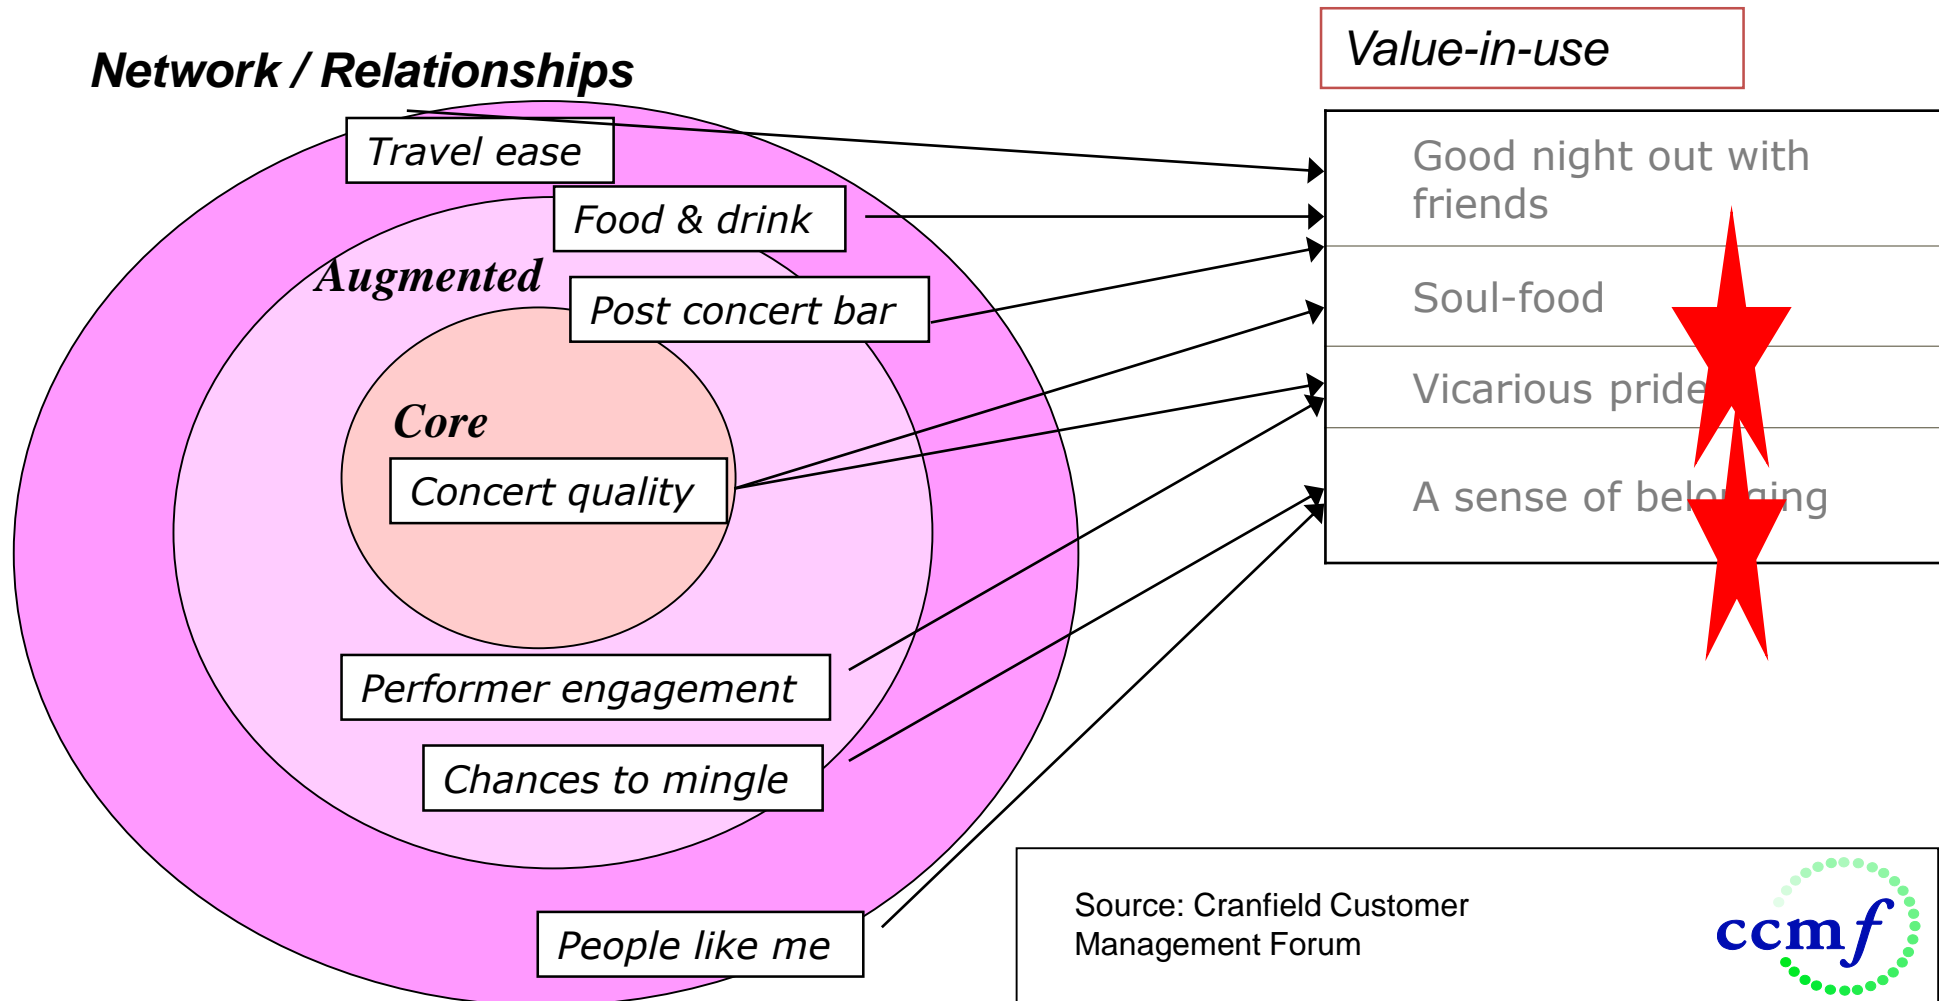 Network / Relationships
Value-in-use
Travel ease
Good night out with
friends
Food & drink
Augmented
Post concert bar
Soul-food
Core
Vicarious pride
Concert quality
A sense of belonging
Performer engagement
Chances to mingle
People like me
Source: Cranfield Customer
Management Forum
ccmf